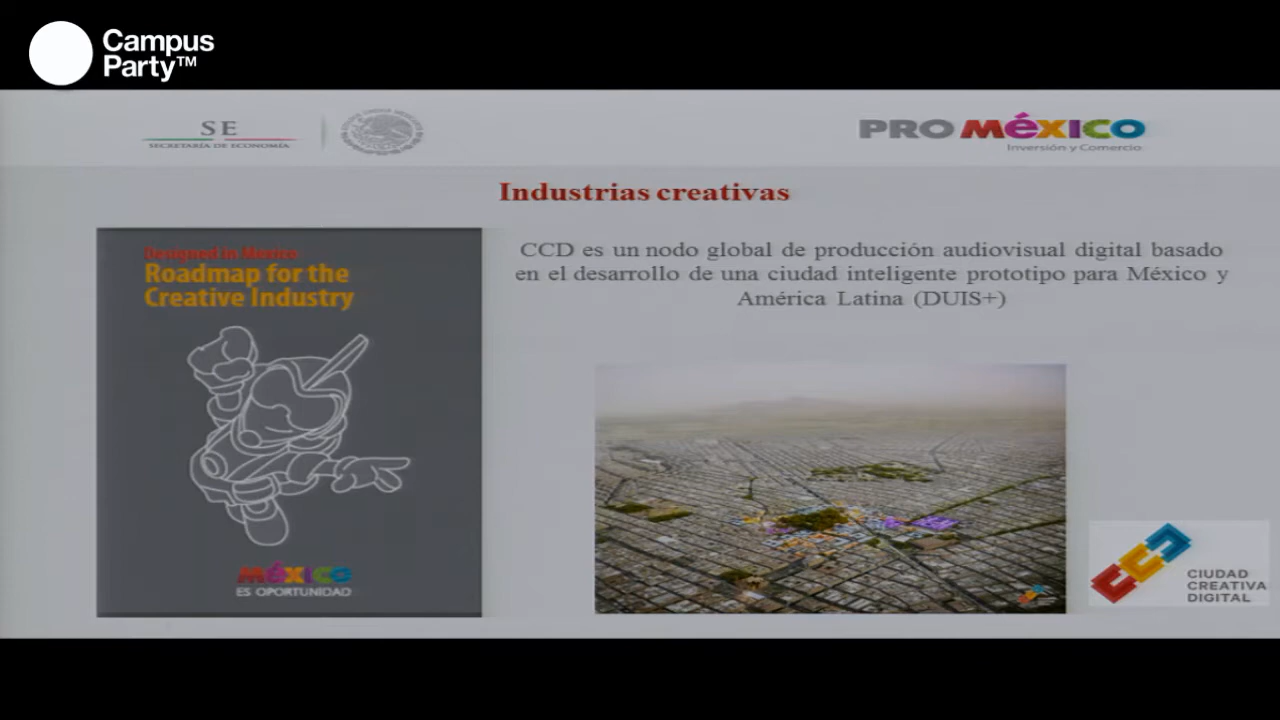 Campus
Party™
SE
SECRETARÍA DE ECONOMÍA
PRO MéXICO
Inversión y Comercio
Industrias creativas
Designed in Mexico
Roadmap for the
Creative Industry
MéXICO
ES OPORTUNIDAD
CCD es un nodo global de producción audiovisual digital basado
en el desarrollo de una ciudad inteligente prototipo para México y
América Latina (DUIS+)
CIUDAD
CREATIVA
DIGITAL